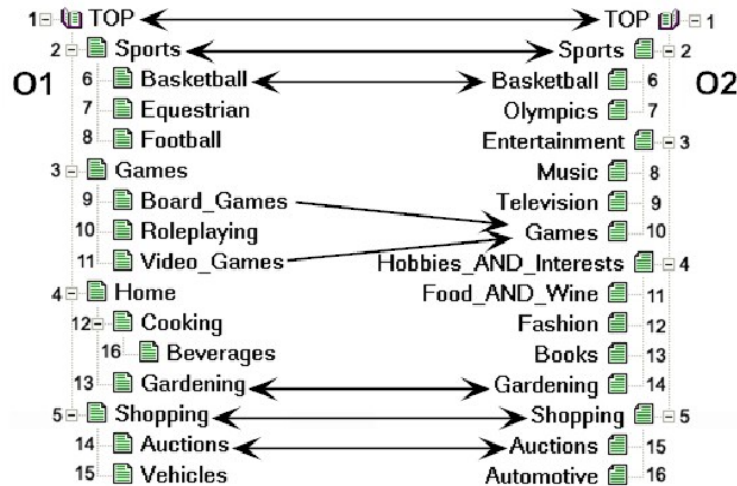 1 TOP TOP 1
2 Sports Sports 2
O1 6 Basketball Basketball 6 O2
7 Equestrian Olympics 7
8 Football Entertainment 3
3 Games Music 8
9 Board_Games Television 9
10 Roleplaying Games 10
11 Video_Games Hobbies_AND_Interests 4
4 Home Food_AND_Wine 11
12 Cooking Fashion 12
16 Beverages Books 13
13 Gardening Gardening 14
5 Shopping Shopping 5
14 Auctions Auctions 15
15 Vehicles Automotive 16